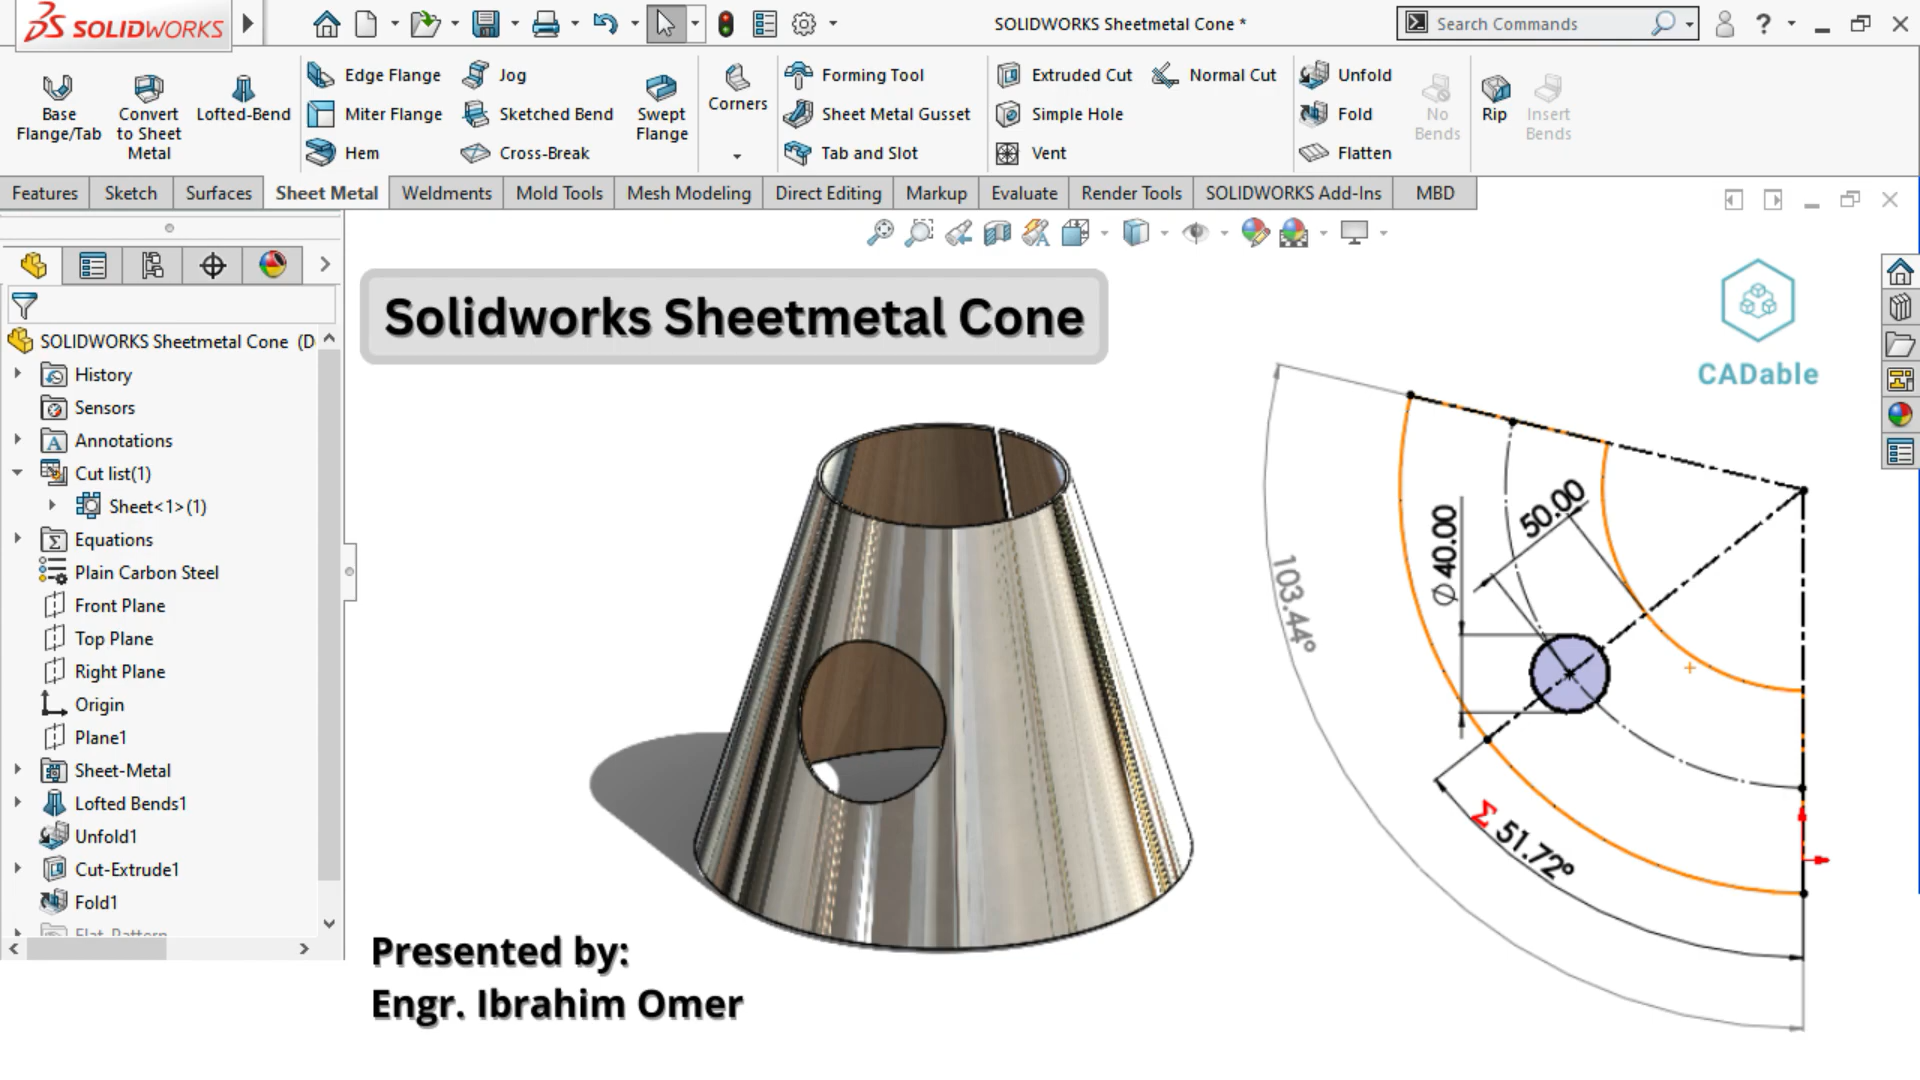 SOLIDWORKS
SOLIDWORKS Sheetmetal Cone *
Search Commands
?
Base Flange/Tab
Convert to Sheet Metal
Lofted-Bend
Edge Flange
Miter Flange
Hem
Jog
Sketched Bend
Cross-Break
Swept Flange
Corners
Forming Tool
Sheet Metal Gusset
Tab and Slot
Extruded Cut
Simple Hole
Vent
Normal Cut
Unfold
Fold
Flatten
No Bends
Rip
Insert Bends
Features
Sketch
Surfaces
Sheet Metal
Weldments
Mold Tools
Mesh Modeling
Direct Editing
Markup
Evaluate
Render Tools
SOLIDWORKS Add-Ins
MBD
SOLIDWORKS Sheetmetal Cone (D
History
Sensors
Annotations
Cut list(1)
Sheet<1>(1)
Equations
Plain Carbon Steel
Front Plane
Top Plane
Right Plane
Origin
Plane1
Sheet-Metal
Lofted Bends1
Unfold1
Cut-Extrude1
Fold1
Flat-Pattern
Solidworks Sheetmetal Cone
CADable
103.44°
∅ 40.00
50.00
Σ 51.72°
Presented by:
Engr. Ibrahim Omer